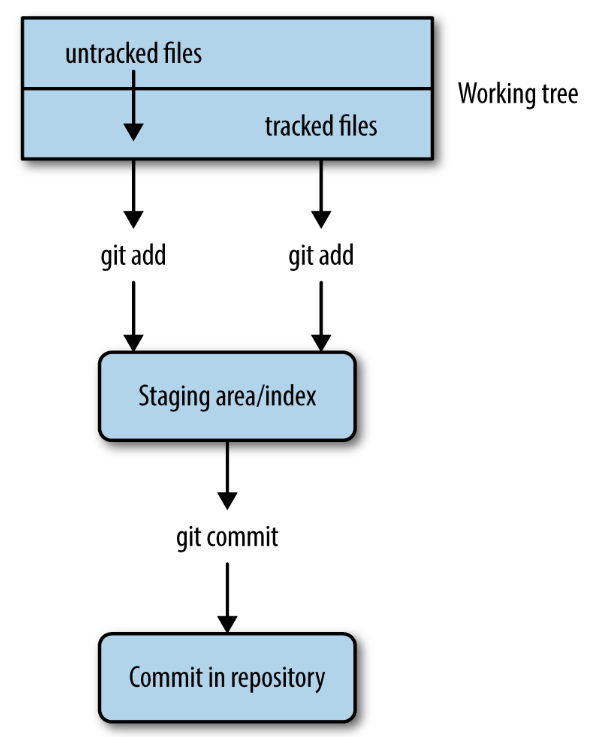 untracked files
Working tree
tracked files
git add
git add
Staging area/index
git commit
Commit in repository